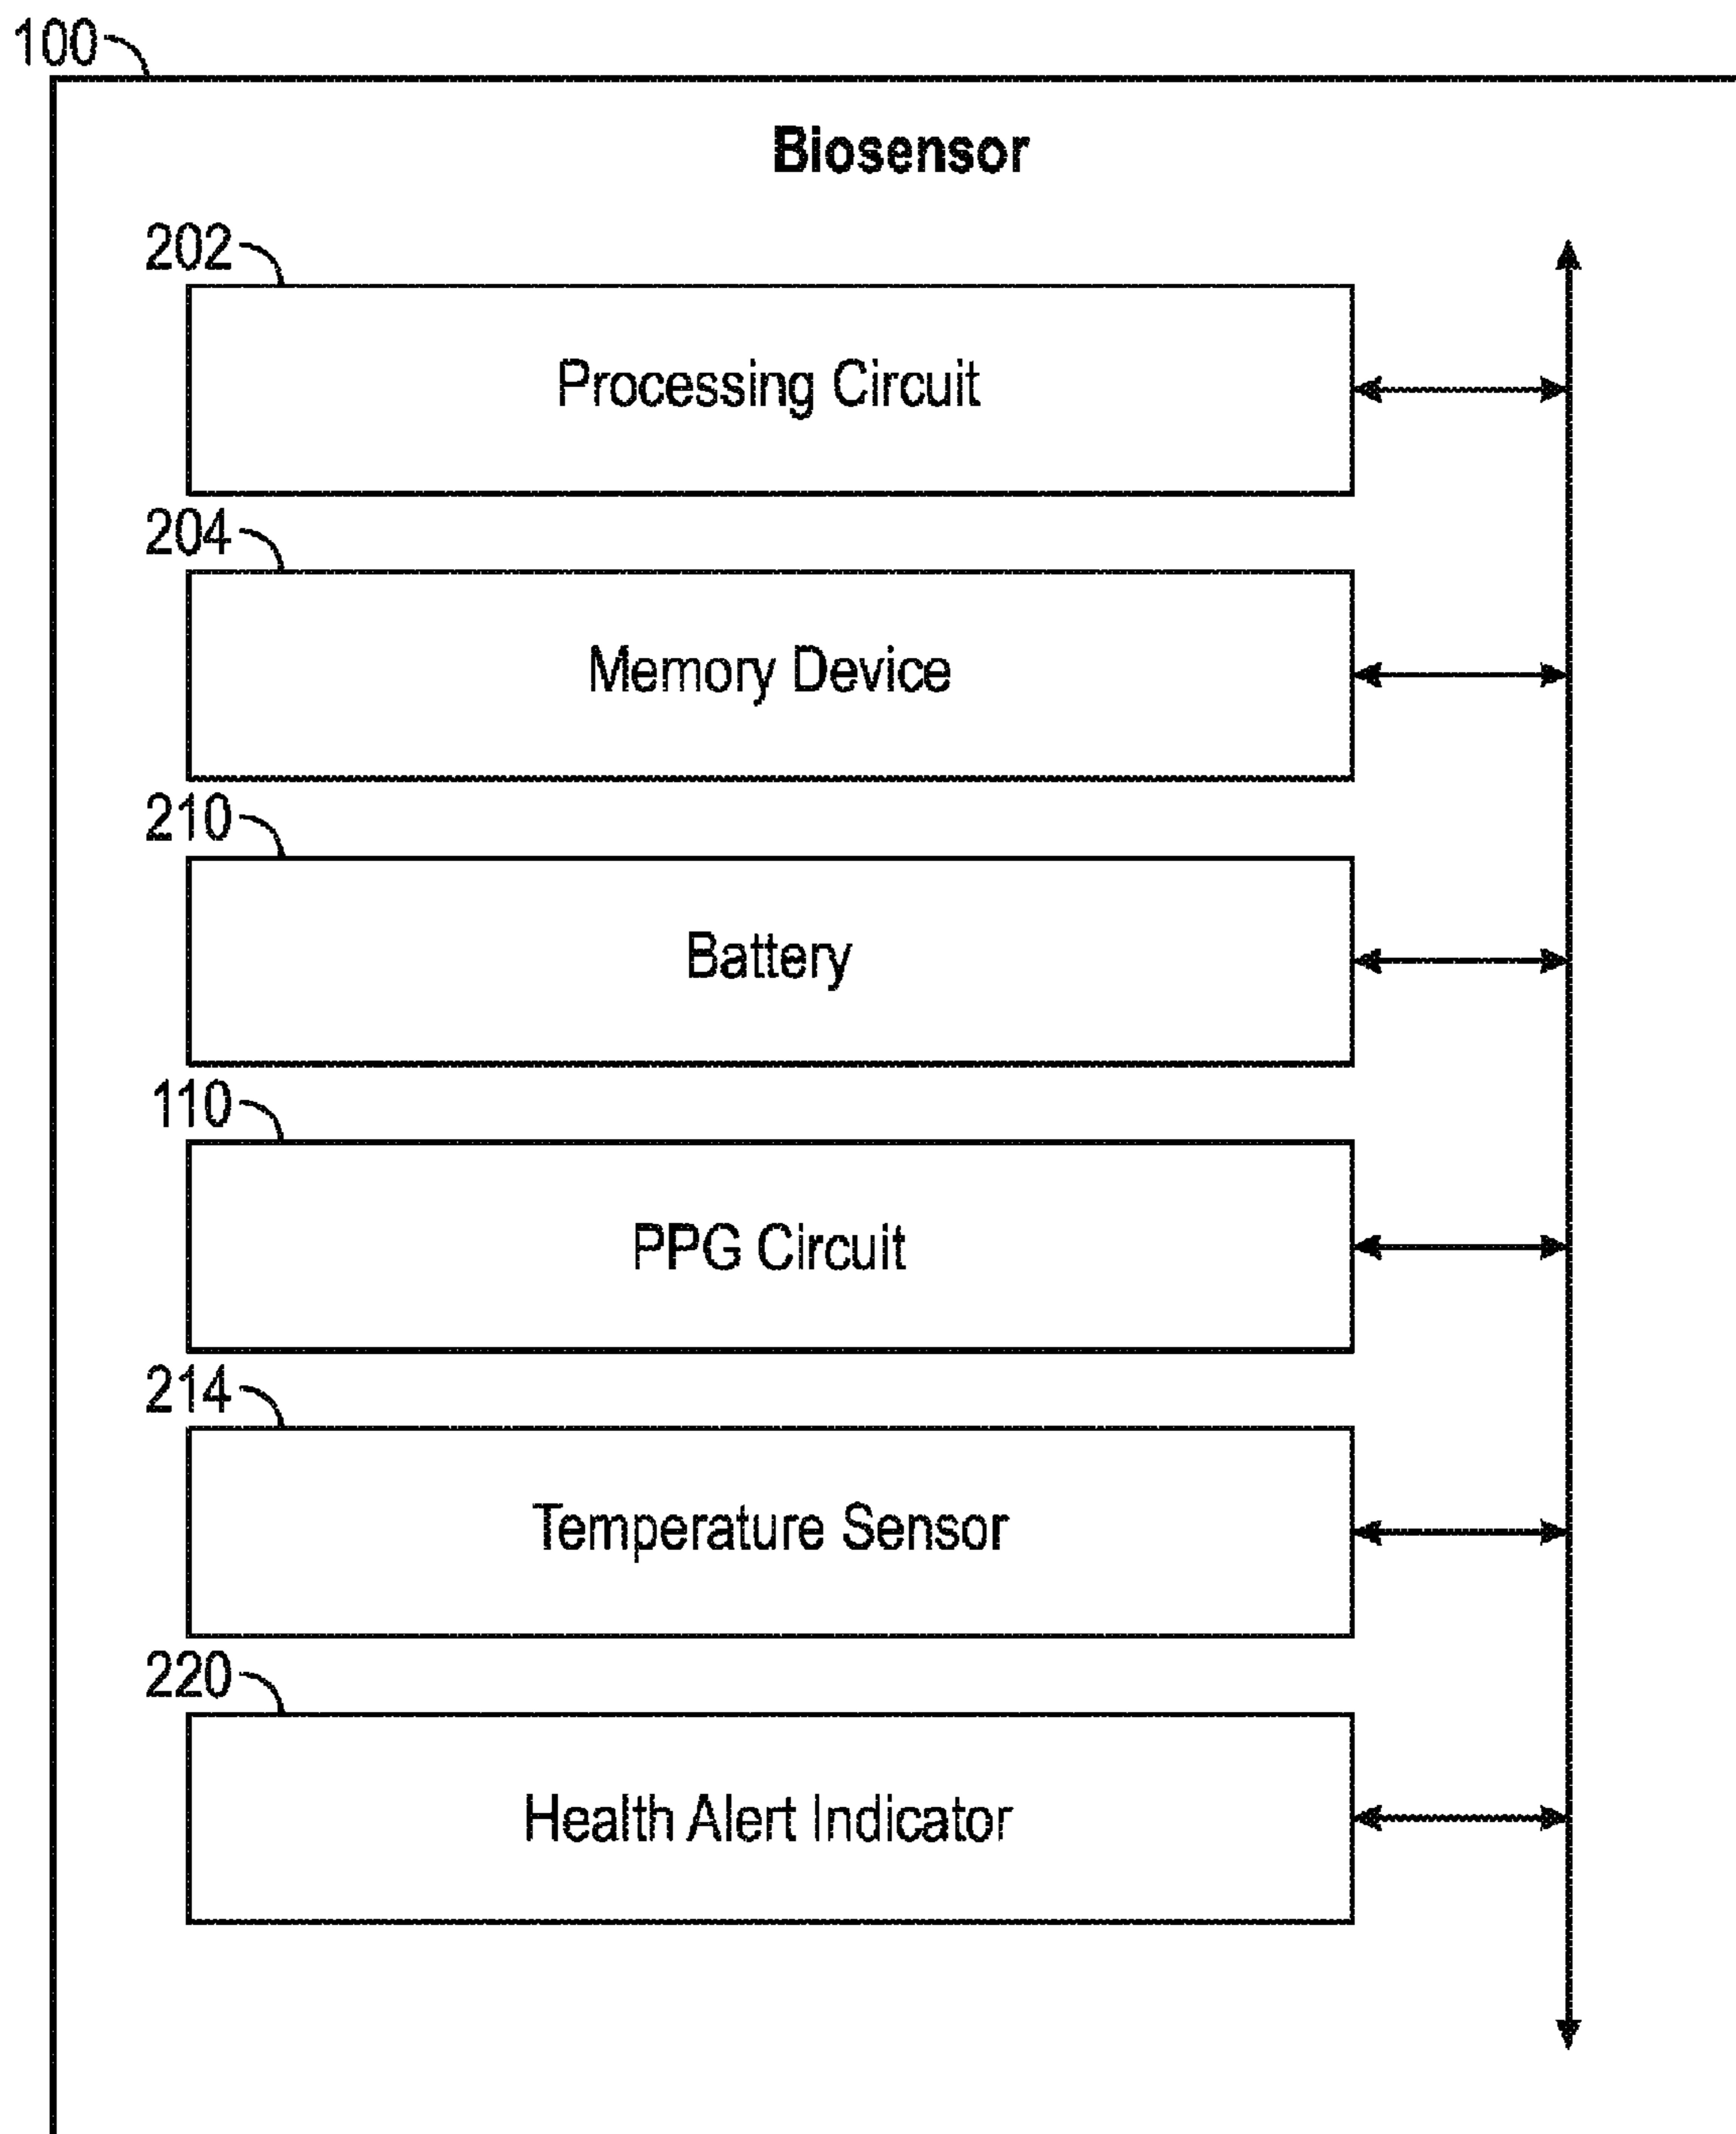 100
Biosensor
202
Processing Circuit
204
Memory Device
210
Battery
110
PPG Circuit
214
Temperature Sensor
220
Health Alert Indicator